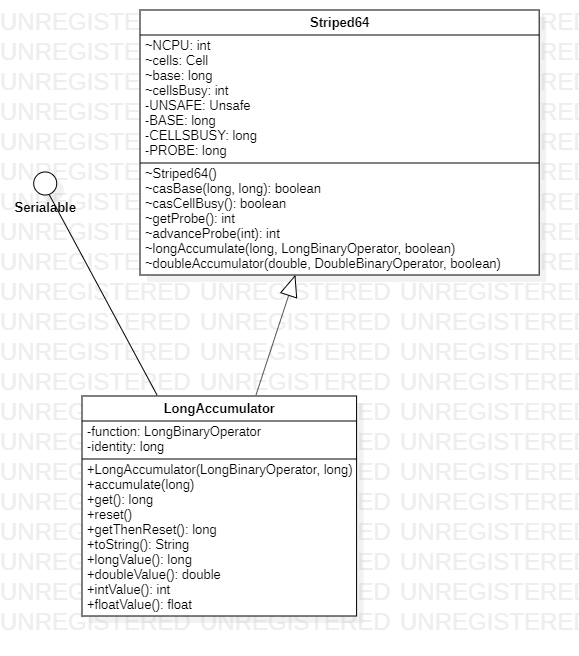 Striped64
~NCPU: int
~cells: Cell
~base: long
~cellsBusy: int
-UNSAFE: Unsafe
-BASE: long
-CELLSBUSY: long
-PROBE: long
~Striped64()
~casBase(long, long): boolean
~casCellBusy(): boolean
~getProbe(): int
~advanceProbe(int): int
~longAccumulate(long, LongBinaryOperator, boolean)
~doubleAccumulator(double, DoubleBinaryOperator, boolean)
Serialable
LongAccumulator
-function: LongBinaryOperator
-identity: long
+LongAccumulator(LongBinaryOperator, long)
+accumulate(long)
+get(): long
+reset()
+getThenReset(): long
+toString(): String
+longValue(): long
+doubleValue(): double
+intValue(): int
+floatValue(): float
UNREGISTERED UNREGISTERED UNREGISTERED